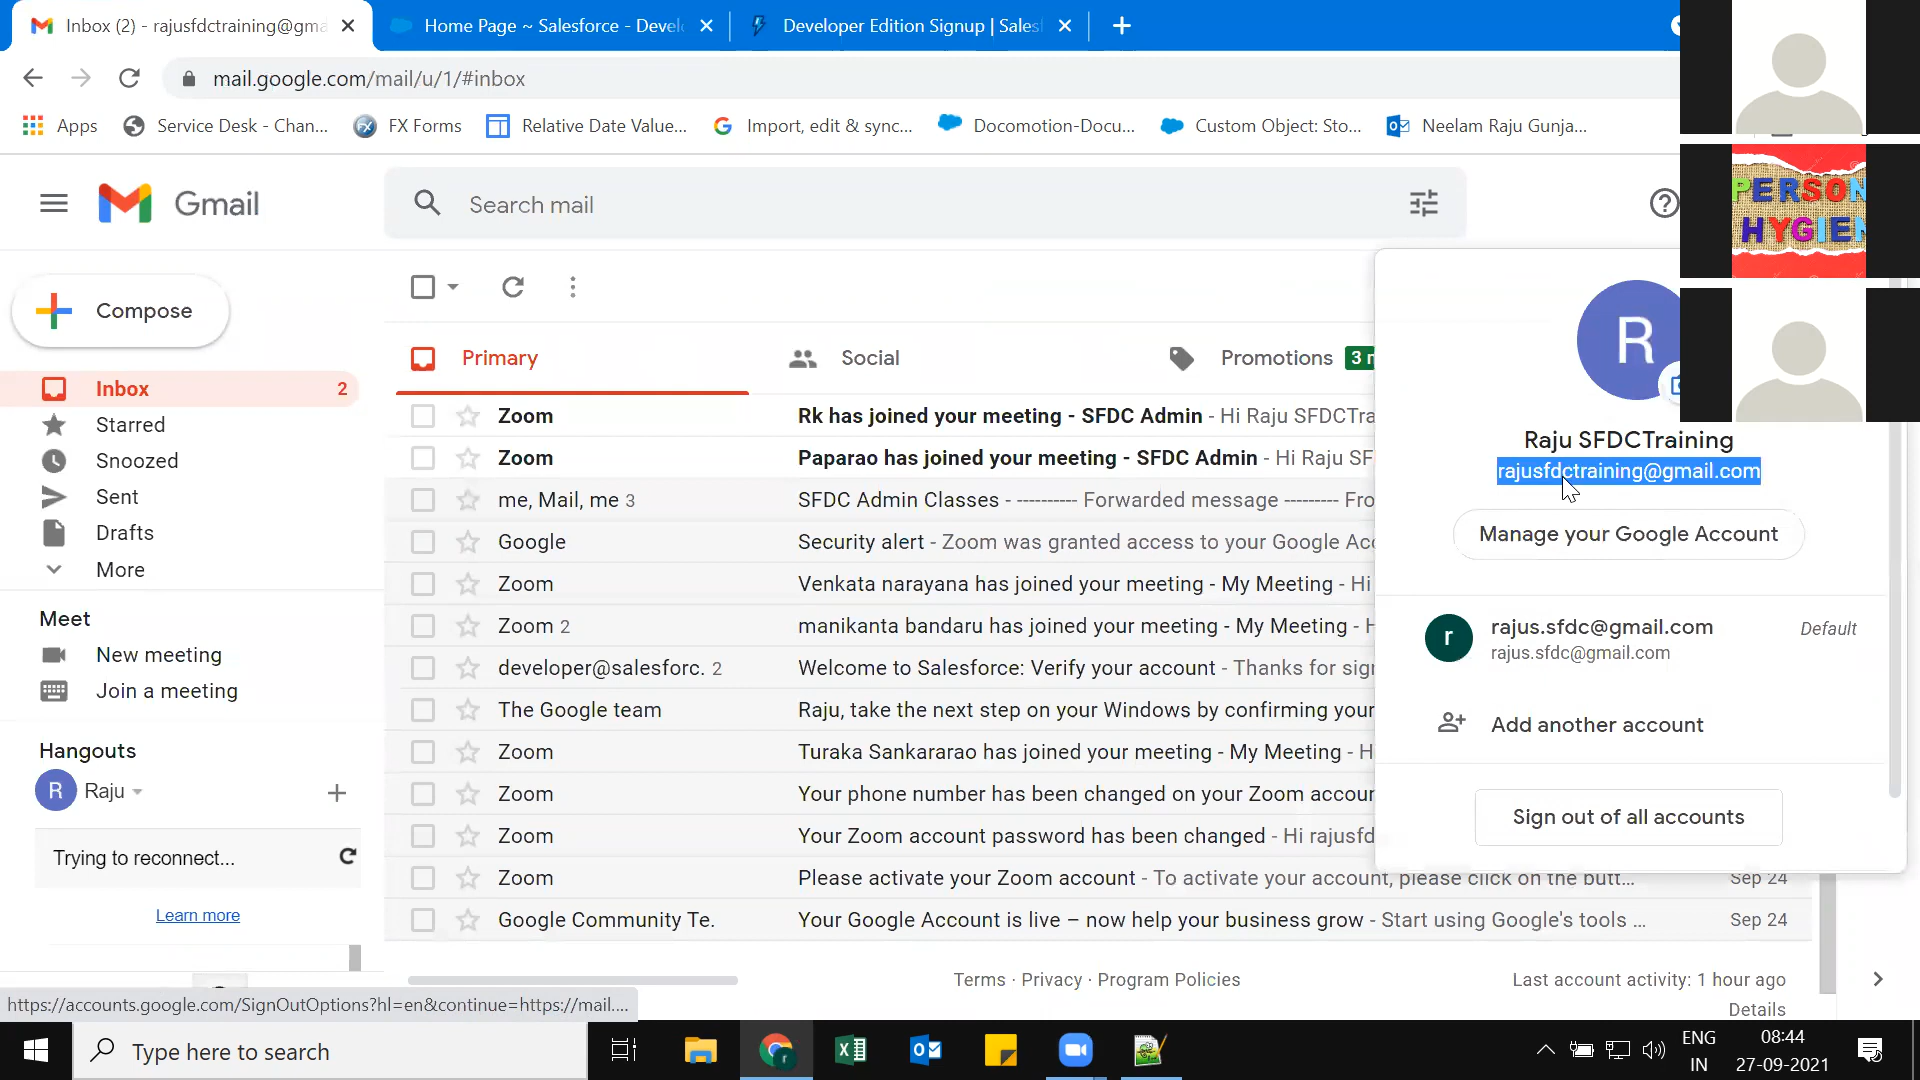 Inbox (2) - rajusfdctraining@gma
Home Page ~ Salesforce - Devel
Developer Edition Signup | Sales
mail.google.com/mail/u/1/#inbox
Apps
Service Desk - Chan...
FX Forms
Relative Date Value...
Import, edit & sync...
Docomotion-Docu...
Custom Object: Sto...
Neelam Raju Gunja...
Gmail
Search mail
PERSON
HYGIEN
Compose
Primary
Social
Promotions
Inbox 2
Starred
Snoozed
Sent
Drafts
More
Meet
New meeting
Join a meeting
Hangouts
R Raju
Trying to reconnect...
Learn more
Zoom Rk has joined your meeting - SFDC Admin - Hi Raju SFDCTra
Zoom Paparao has joined your meeting - SFDC Admin - Hi Raju SF
me, Mail, me 3 SFDC Admin Classes - ---------- Forwarded message --------- Fro
Google Security alert - Zoom was granted access to your Google Acc
Zoom Venkata narayana has joined your meeting - My Meeting - Hi
Zoom 2 manikanta bandaru has joined your meeting - My Meeting - H
developer@salesforc. 2 Welcome to Salesforce: Verify your account - Thanks for sign
The Google team Raju, take the next step on your Windows by confirming your
Zoom Turaka Sankararao has joined your meeting - My Meeting - H
Zoom Your phone number has been changed on your Zoom accoun
Zoom Your Zoom account password has been changed - Hi rajusfd
Zoom Please activate your Zoom account - To activate your account, please click on the butt... Sep 24
Google Community Te. Your Google Account is live – now help your business grow - Start using Google's tools ... Sep 24
R
Raju SFDCTraining
rajusfdctraining@gmail.com
Manage your Google Account
r
rajus.sfdc@gmail.com Default
rajus.sfdc@gmail.com
Add another account
Sign out of all accounts
Terms · Privacy · Program Policies
Last account activity: 1 hour ago
Details
https://accounts.google.com/SignOutOptions?hl=en&continue=https://mail....
Type here to search
ENG
IN
08:44
27-09-2021